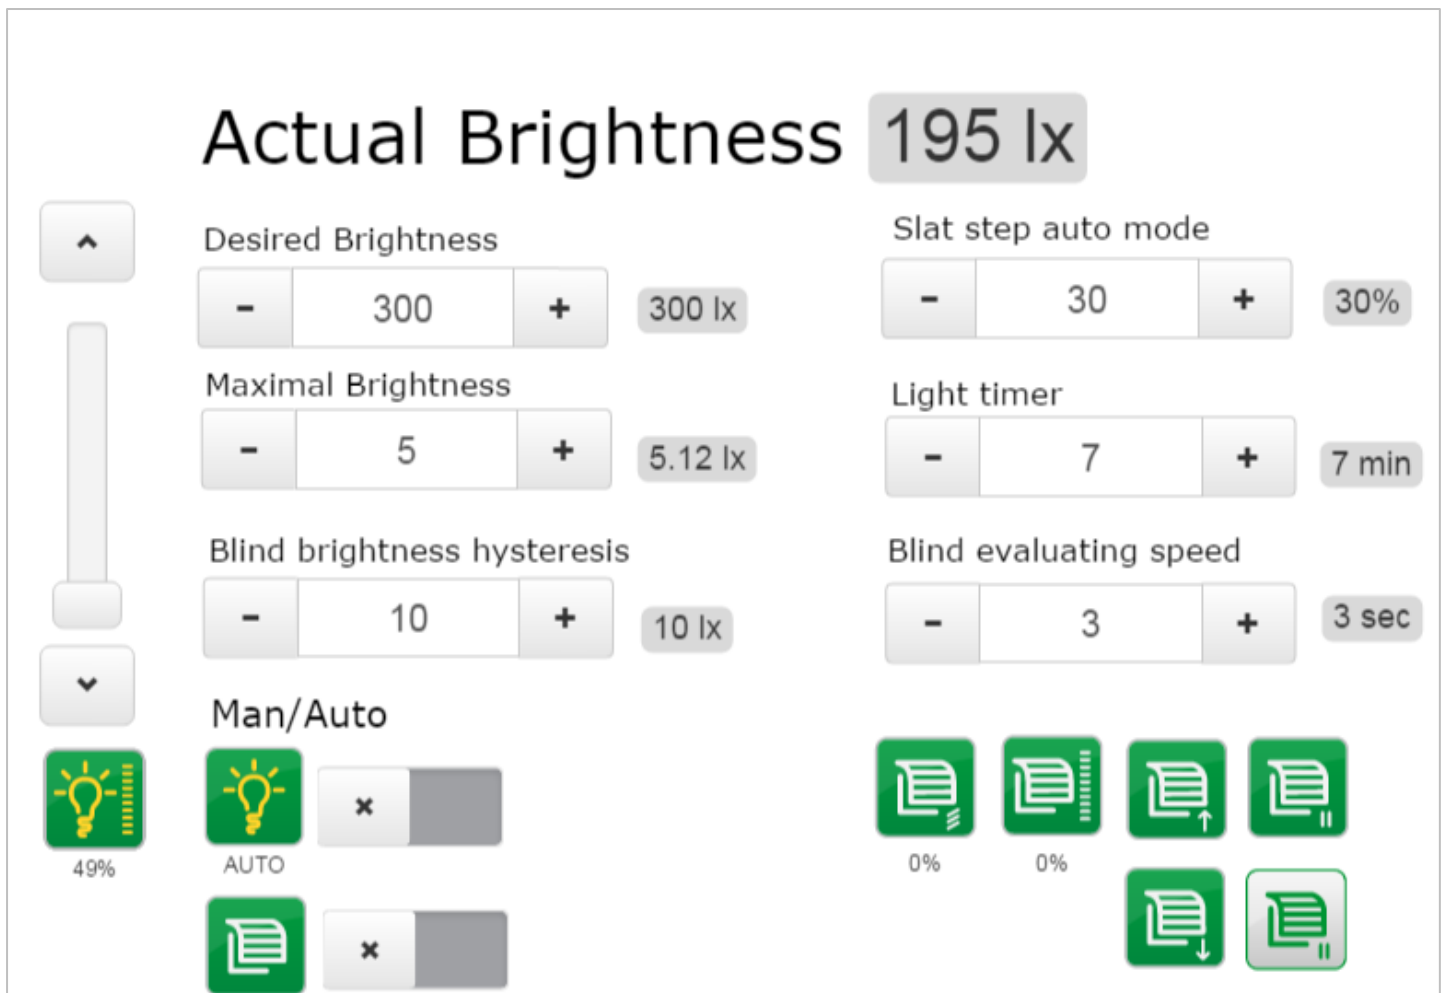 Actual Brightness 195 lx
Desired Brightness
- 300 + 300 lx
Maximal Brightness
- 5 + 5.12 lx
Blind brightness hysteresis
- 10 + 10 lx
Slat step auto mode
- 30 + 30%
Light timer
- 7 + 7 min
Blind evaluating speed
- 3 + 3 sec
Man/Auto
49%
AUTO
0%
0%